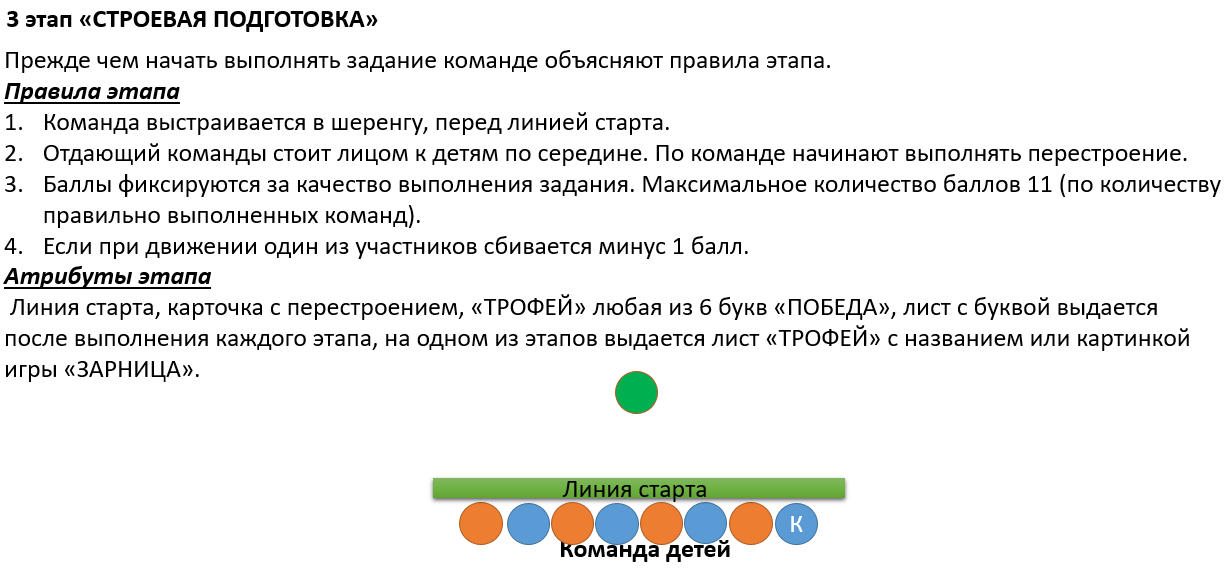 3 этап «СТРОЕВАЯ ПОДГОТОВКА»
Прежде чем начать выполнять задание команде объясняют правила этапа.
Правила этапа
1. Команда выстраивается в шеренгу, перед линией старта.
2. Отдающий команды стоит лицом к детям по середине. По команде начинают выполнять перестроение.
3. Баллы фиксируются за качество выполнения задания. Максимальное количество баллов 11 (по количеству
правильно выполненных команд).
4. Если при движении один из участников сбивается минус 1 балл.
Атрибуты этапа
Линия старта, карточка с перестроением, «ТРОФЕЙ» любая из 6 букв «ПОБЕДА», лист с буквой выдается
после выполнения каждого этапа, на одном из этапов выдается лист «ТРОФЕЙ» с названием или картинкой
игры «ЗАРНИЦА».
Линия старта
К
Команда детей